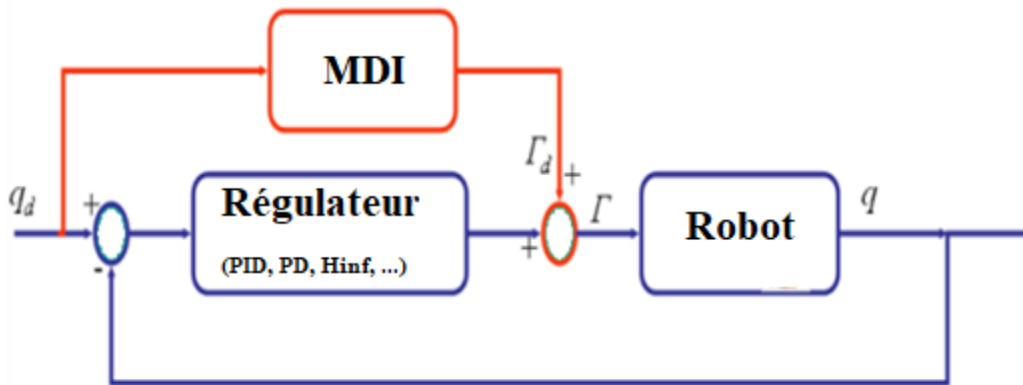 MDI
Γd
+
qd
+
Régulateur
(PID, PD, Hinf, ...)
+
Γ
Robot
q
-